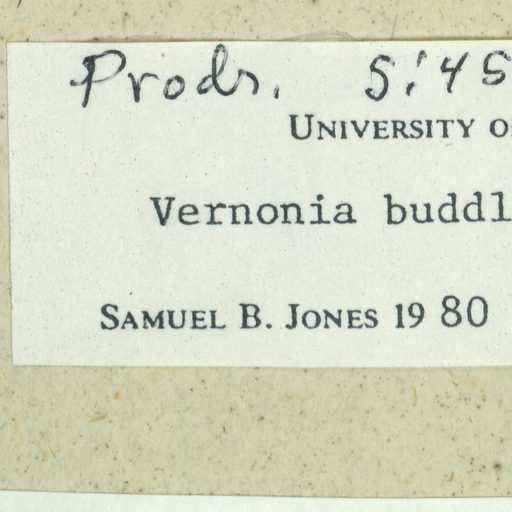 Prodr. 5:45
UNIVERSITY O
Vernonia buddl
SAMUEL B. JONES 19 80